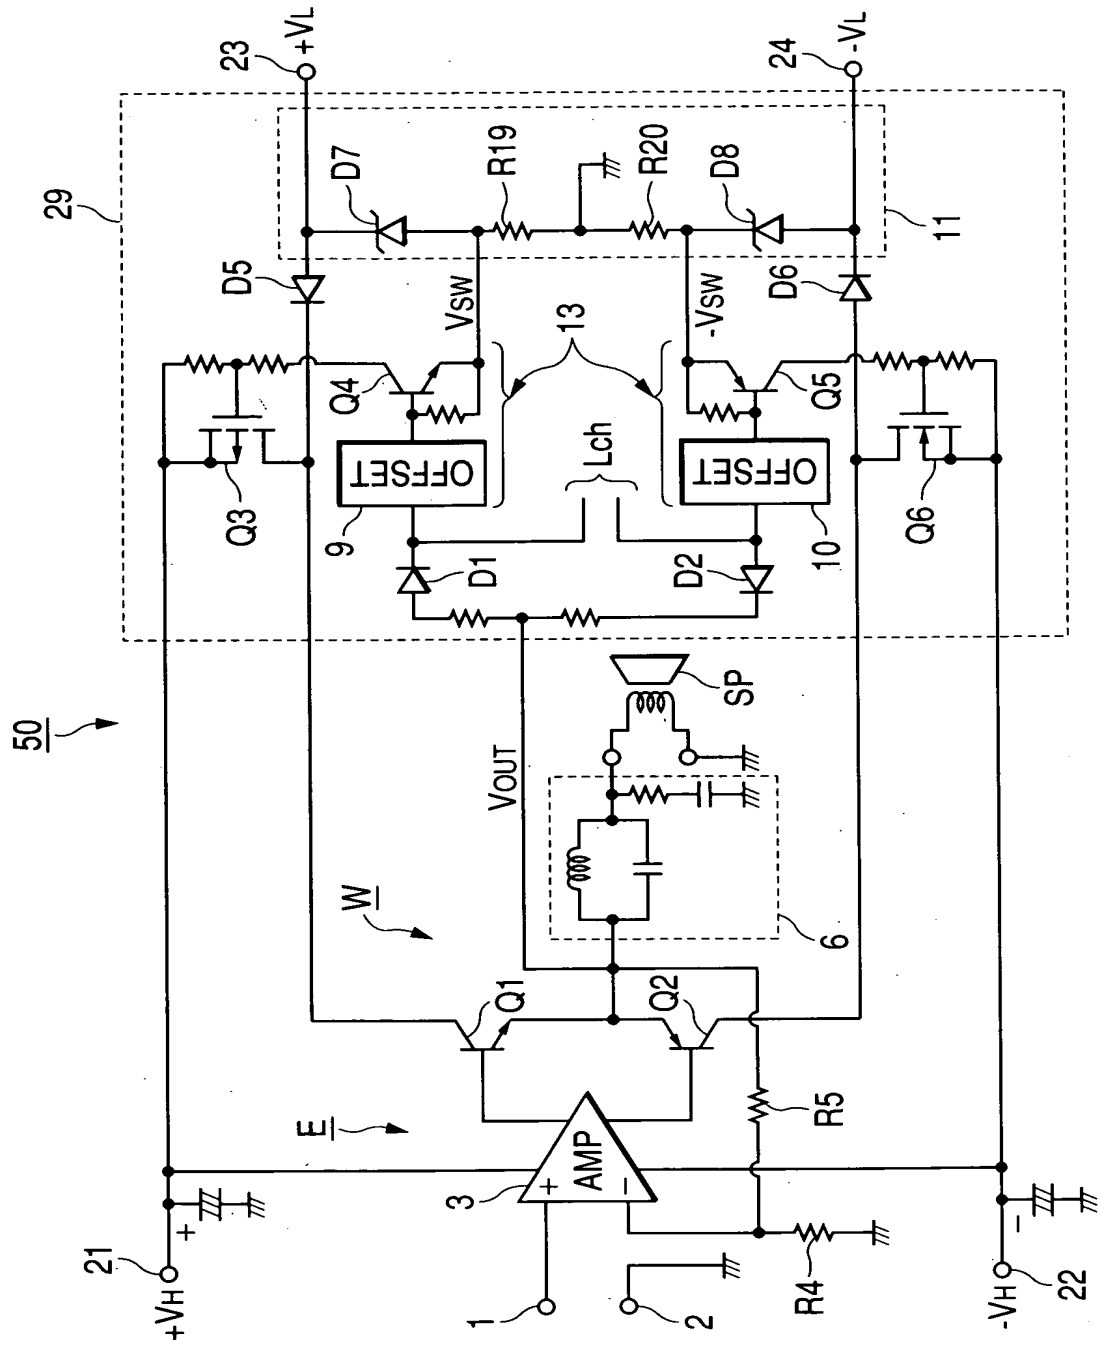 50
29
23
+VL
24
-VL
D5
D7
R19
R20
D8
11
D6
VSW
-VSW
13
Q3
Q4
Q5
Q6
OFFSET
9
OFFSET
10
Lch
D1
D2
VOUT
SP
W
6
Q1
Q2
E
R5
3
+
AMP
−
21
+VH
+
1
2
R4
−
-VH
22